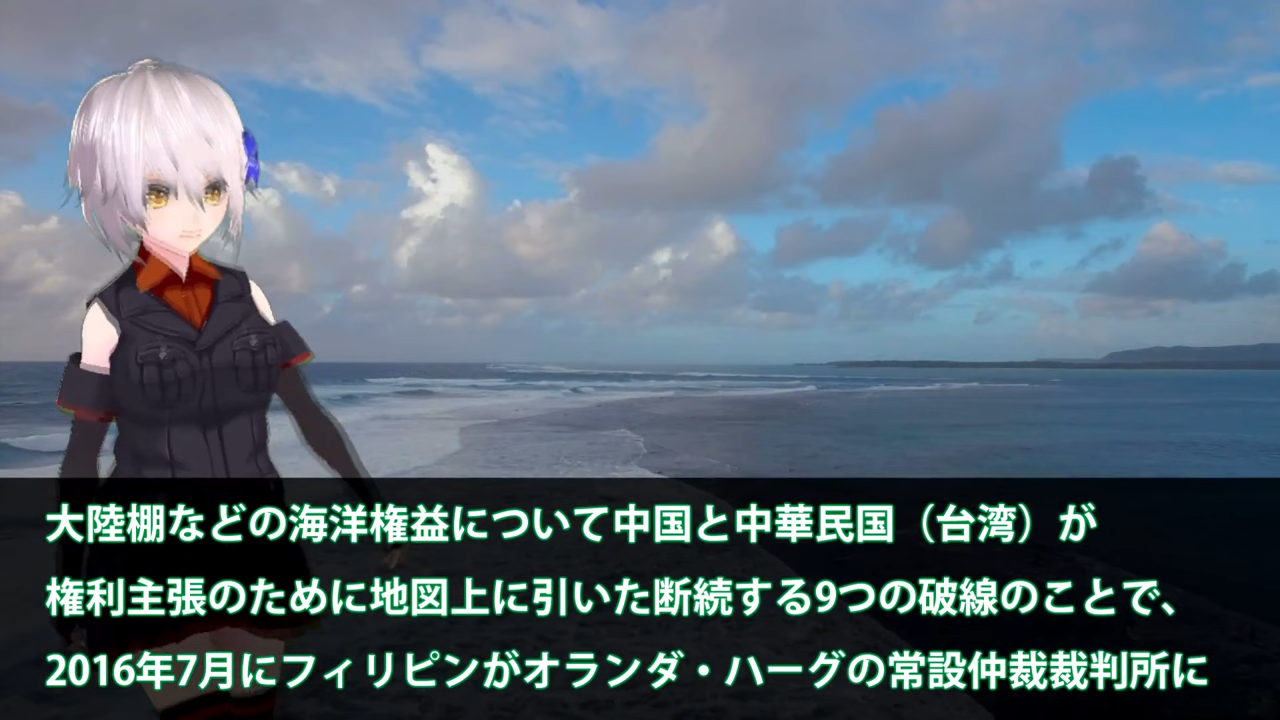 大陸棚などの海洋権益について中国と中華民国（台湾）が
権利主張のために地図上に引いた断続する9つの破線のことで、
2016年7月にフィリピンがオランダ・ハーグの常設仲裁裁判所に